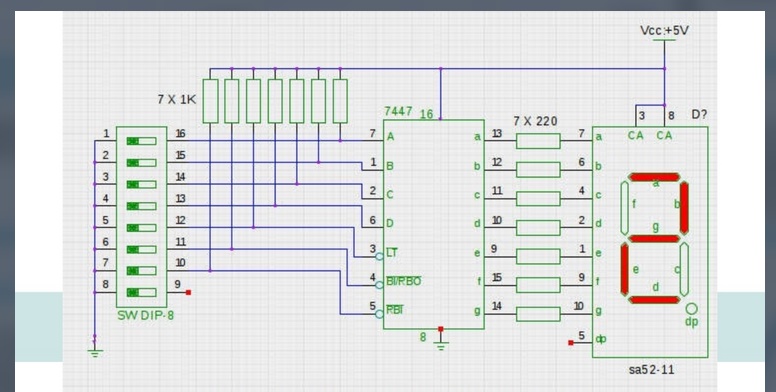 Vcc:+5V
7 X 1K
7447 16
7 X 220
3 8 D?
CA CA
1 16 7 A a 13 7 a
2 15 1 B b 12 6 b
3 14 2 C c 11 4 c
4 13 6 D d 10 2 d
5 12 3 LT e 9 1 e
6 11 4 BI/RBO f 15 9 f
7 10 5 RBI g 14 10 g
8 9
SW DIP-8
8
5 dp
a
f b
g
e c
d
dp
sa52-11